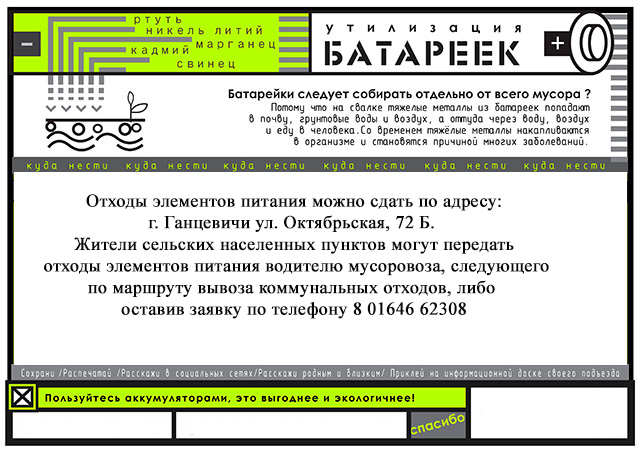 ртуть
никель литий
марганец
кадмий
свинец
-
утилизация
БАТАРЕЕК
+
Батарейки следует собирать отдельно от всего мусора ?
Потому что на свалке тяжелые металлы из батареек попадают
в почву, грунтовые воды и воздух, а оттуда через воду, воздух
и еду в человека.Со временем тяжёлые металлы накапливаются
в организме и становятся причиной многих заболеваний.
куда нести куда нести куда нести куда нести куда нести куда нести
Отходы элементов питания можно сдать по адресу:
г. Ганцевичи ул. Октябрьская, 72 Б.
Жители сельских населенных пунктов могут передать
отходы элементов питания водителю мусоровоза, следующего
по маршруту вывоза коммунальных отходов, либо
оставив заявку по телефону 8 01646 62308
Сохрани /Распечатай /Расскажи в социальных сетях/Расскажи родным и близким/ Приклей на информационной доске своего подъезда
Пользуйтесь аккумуляторами, это выгоднее и экологичнее!
спасибо